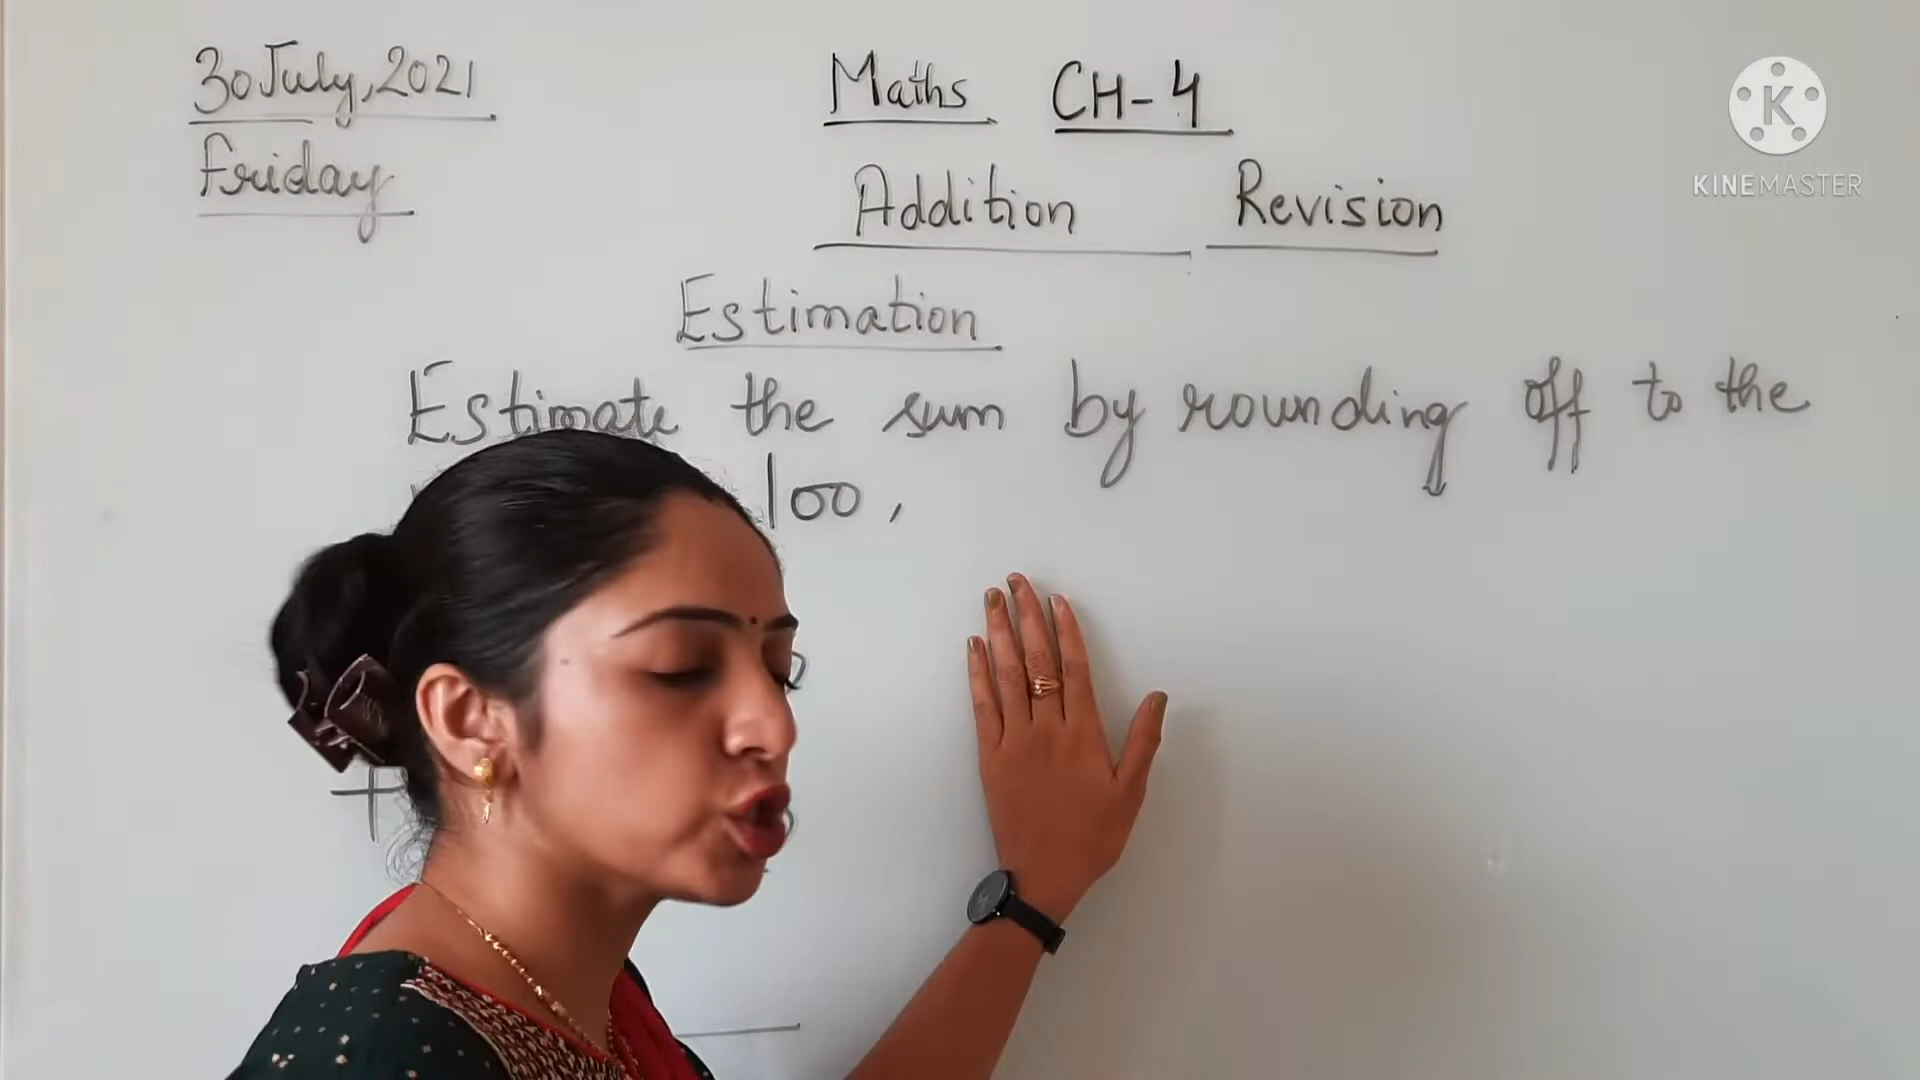 30 July, 2021
Friday
Maths CH-4
Addition Revision
Estimation
Estimate the sum by rounding off to the
100,
+
KINEMASTER